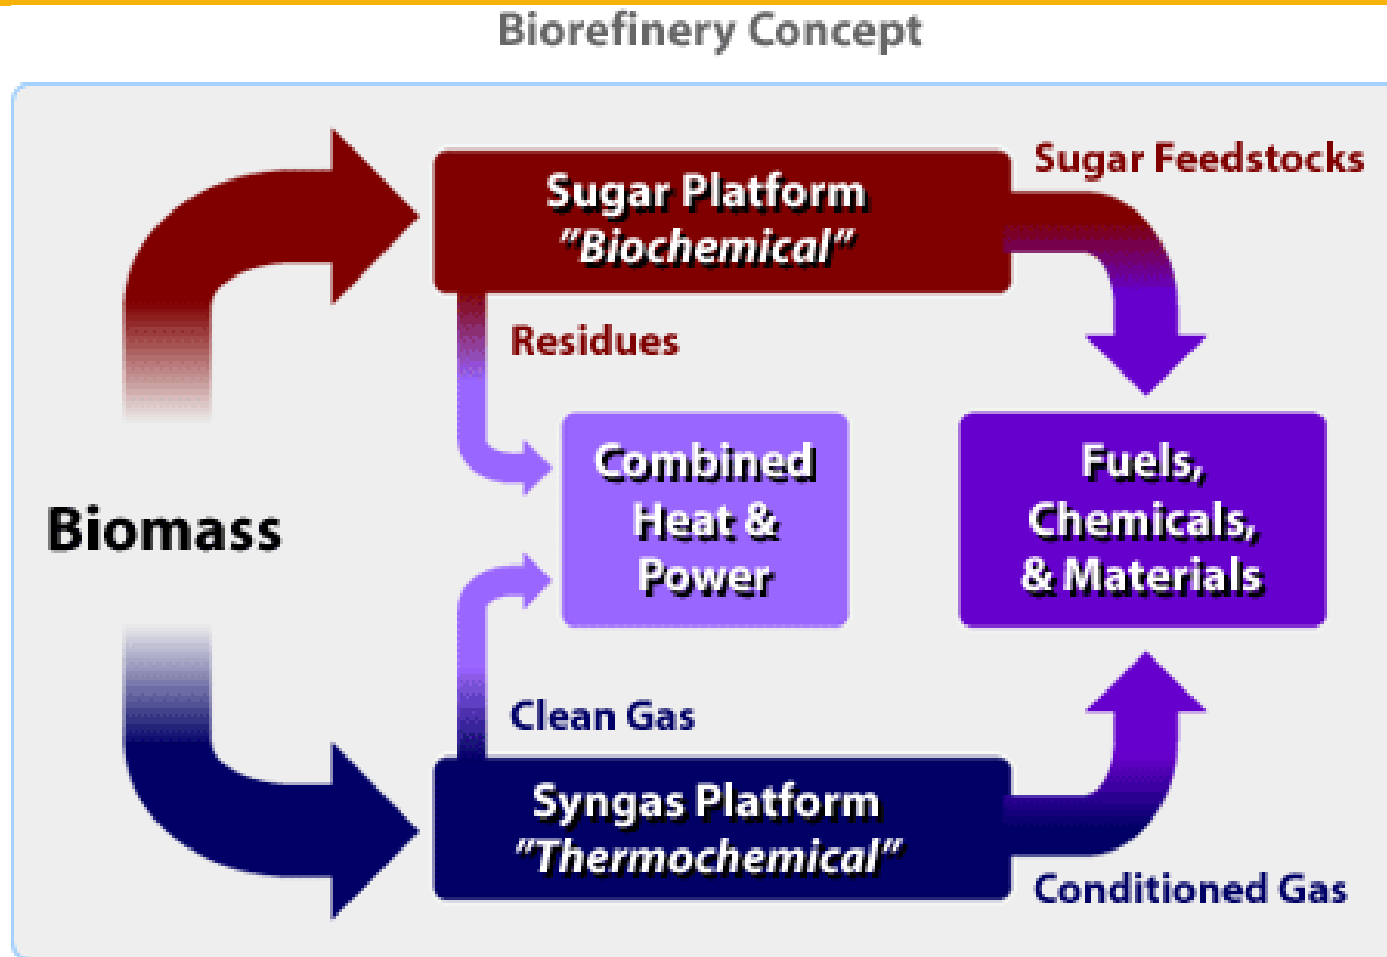 Biorefinery Concept
Sugar Platform
"Biochemical"
Sugar Feedstocks
Residues
Combined
Heat &
Power
Fuels,
Chemicals,
& Materials
Biomass
Clean Gas
Syngas Platform
"Thermochemical"
Conditioned Gas